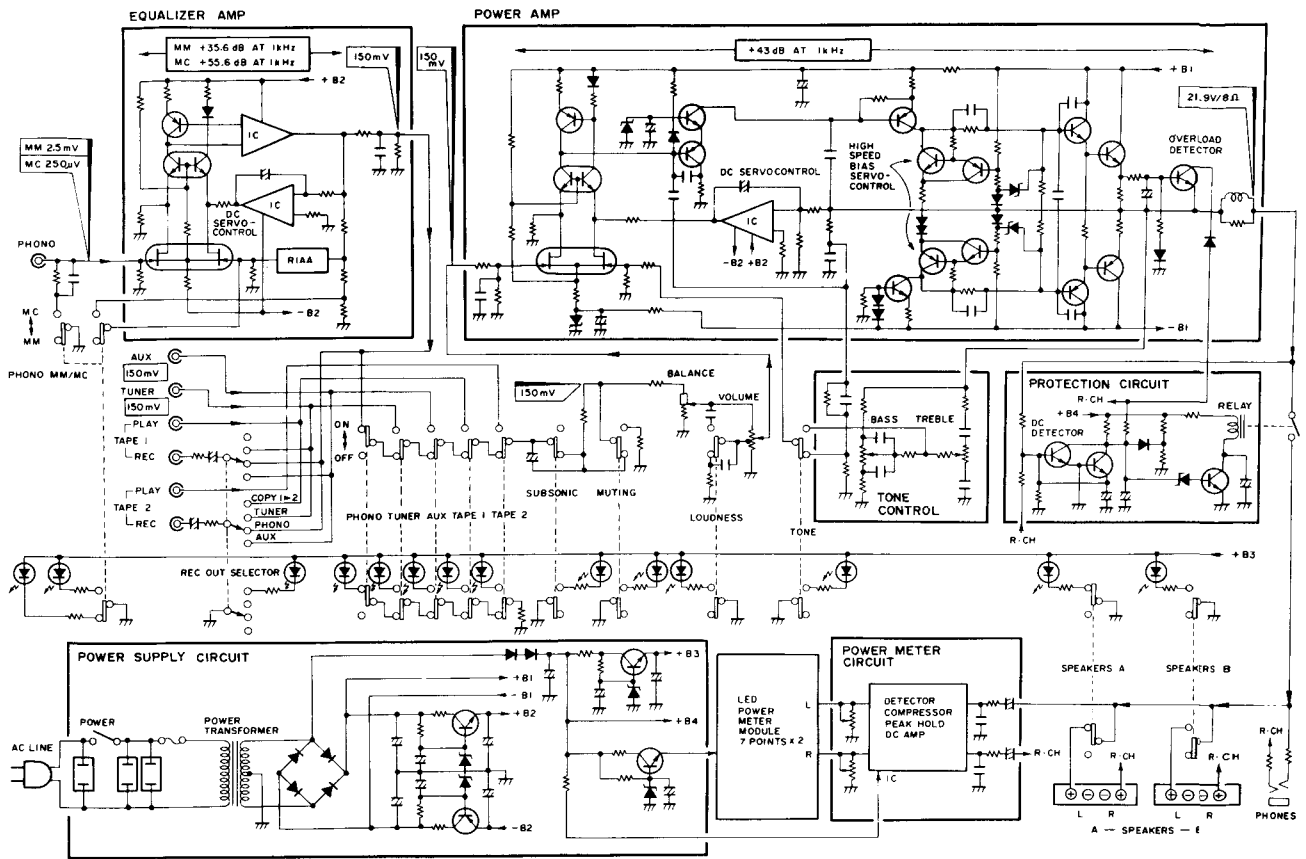 EQUALIZER AMP
MM +35.6 dB AT 1kHz
MC +55.6 dB AT 1kHz
150mV
+B2
IC
MM 2.5mV
MC 250µV
DC
SERVO-
CONTROL
IC
PHONO
RIAA
-B2
MC
MM
PHONO MM/MC
POWER AMP
150
mV
+43 dB AT 1kHz
+B1
21.9V/8Ω
HIGH
SPEED
BIAS
SERVO-
CONTROL
OVERLOAD
DETECTOR
DC SERVOCONTROL
IC
-B2 +B2
-B1
AUX
150mV
TUNER
150mV
PLAY
TAPE 1
REC
PLAY
TAPE 2
REC
COPY 1▸2
TUNER
PHONO
AUX
REC OUT SELECTOR
ON
OFF
PHONO TUNER AUX TAPE 1 TAPE 2
150mV
SUBSONIC
MUTING
BALANCE
VOLUME
LOUDNESS
TONE
BASS
TREBLE
TONE
CONTROL
R·CH
PROTECTION CIRCUIT
+B4
RELAY
DC
DETECTOR
R·CH
+B3
POWER SUPPLY CIRCUIT
AC LINE
POWER
POWER
TRANSFORMER
+B3
+B1
-B1
+B2
+B4
-B2
LED
POWER
METER
MODULE
7 POINTS x 2
L
R
POWER METER
CIRCUIT
DETECTOR
COMPRESSOR
PEAK HOLD
DC AMP
IC
R·CH
SPEAKERS A
SPEAKERS B
R·CH
R·CH
R·CH
L R
L R
A — SPEAKERS — B
PHONES